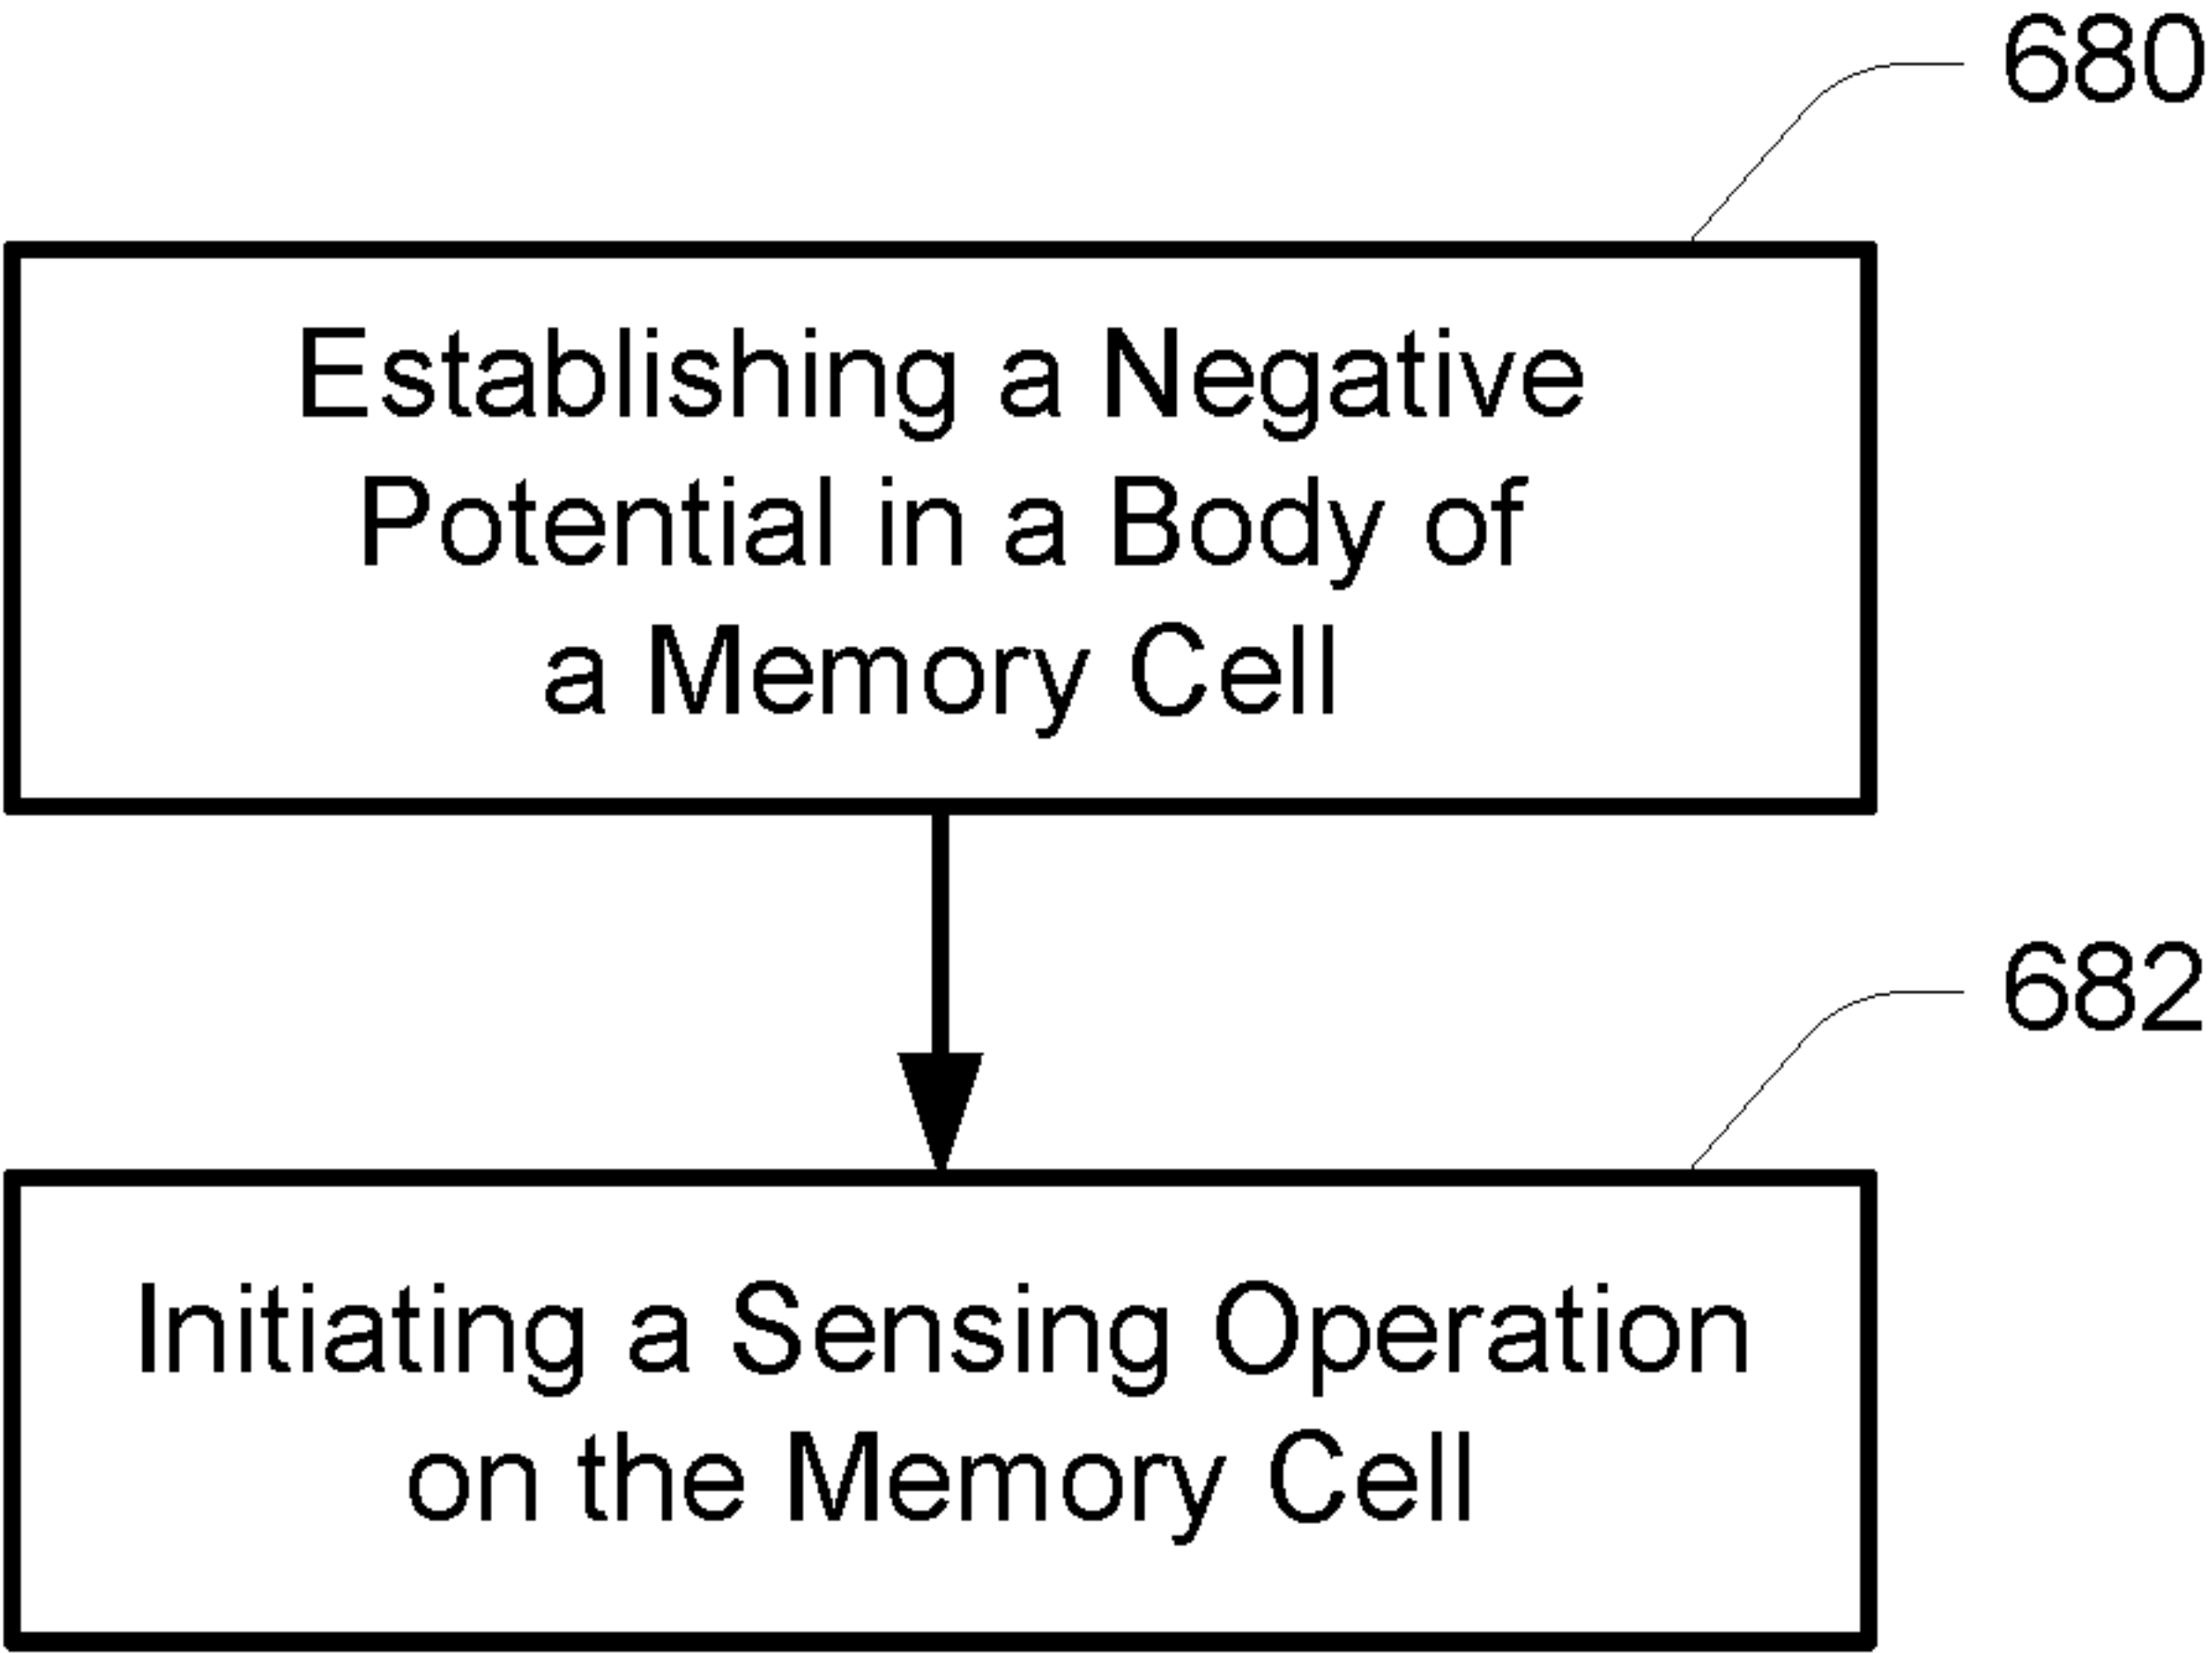 680
Establishing a Negative
Potential in a Body of
a Memory Cell
682
Initiating a Sensing Operation
on the Memory Cell